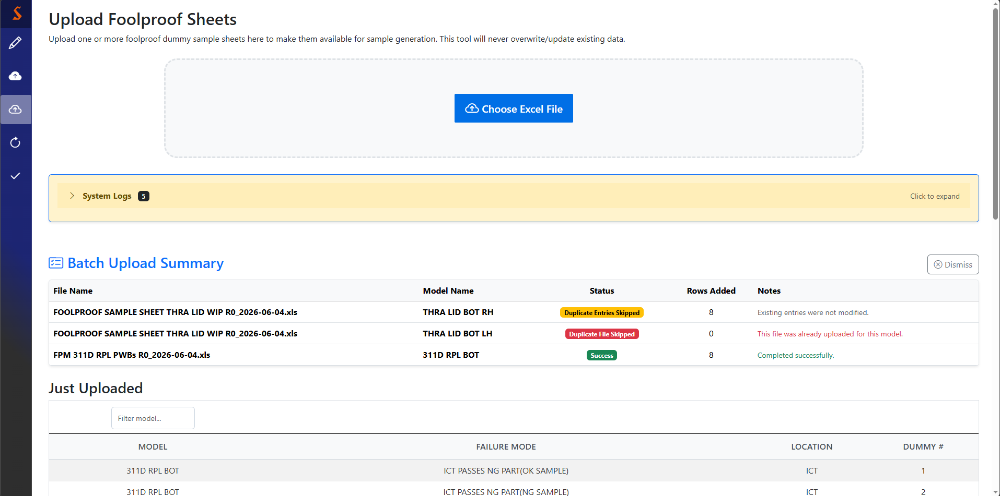 Upload Foolproof Sheets
Upload one or more foolproof dummy sample sheets here to make them available for sample generation. This tool will never overwrite/update existing data.
Choose Excel File
System Logs 5 Click to expand
Batch Upload Summary Dismiss
File Name Model Name Status Rows Added Notes
FOOLPROOF SAMPLE SHEET THRA LID WIP R0_2026-06-04.xls THRA LID BOT RH Duplicate Entries Skipped 8 Existing entries were not modified.
FOOLPROOF SAMPLE SHEET THRA LID WIP R0_2026-06-04.xls THRA LID BOT LH Duplicate File Skipped 0 This file was already uploaded for this model.
FPM 311D RPL PWBs R0_2026-06-04.xls 311D RPL BOT Success 8 Completed successfully.
Just Uploaded
Filter model...
MODEL FAILURE MODE LOCATION DUMMY #
311D RPL BOT ICT PASSES NG PART(OK SAMPLE) ICT 1
311D RPL BOT ICT PASSES NG PART(NG SAMPLE) ICT 2